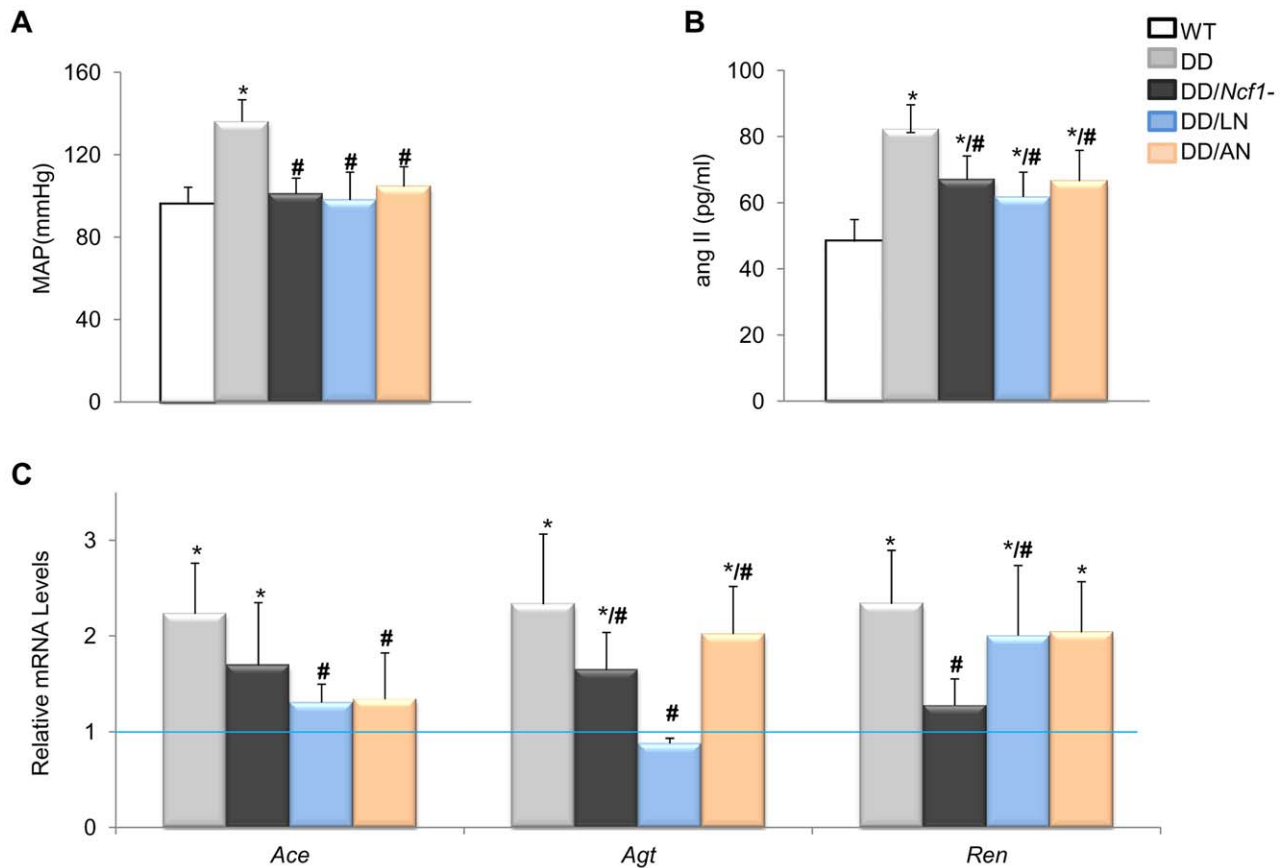 A
MAP(mmHg)
160
120
80
40
0
*
#
#
#
B
ang II (pg/ml)
100
80
60
40
20
0
*
*/#
*/#
*/#
WT
DD
DD/Ncf1-
DD/LN
DD/AN
C
Relative mRNA Levels
3
2
1
0
*
*
#
#
*
*/#
#
*/#
*
#
*/#
*
Ace
Agt
Ren